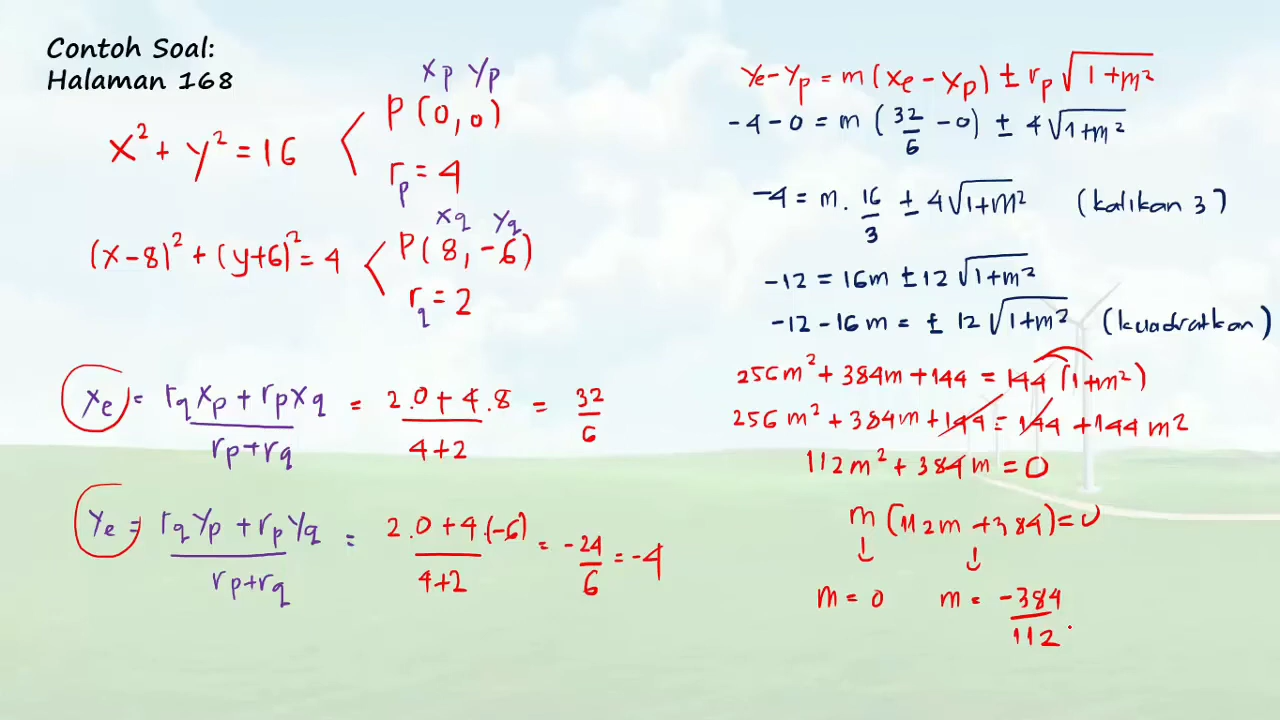 Contoh Soal:
Halaman 168
xp yp
x² + y² = 16
P (0,0)
rp = 4
(x-8)² + (y+6)² = 4
xq yq
P( 8, -6)
rq = 2
xe = rq xp + rp xq / rp+rq = 2.0 + 4.8 / 4+2 = 32/6
ye = rq yp + rp yq / rp+rq = 2.0 + 4.(-6) / 4+2 = -24/6 = -4
ye - yp = m (xe - xp) ± rp √1+m²
-4 - 0 = m (32/6 - 0) ± 4√1+m²
-4 = m . 16/3 ± 4√1+m² (kalikan 3)
-12 = 16m ± 12 √1+m²
-12 - 16m = ± 12 √1+m² (kuadratkan)
256m² + 384m + 144 = 144 (1+m²)
256m² + 384m + 144 = 144 + 144 m²
112m² + 384m = 0
m (112m + 384) = 0
m = 0 m = -384/112